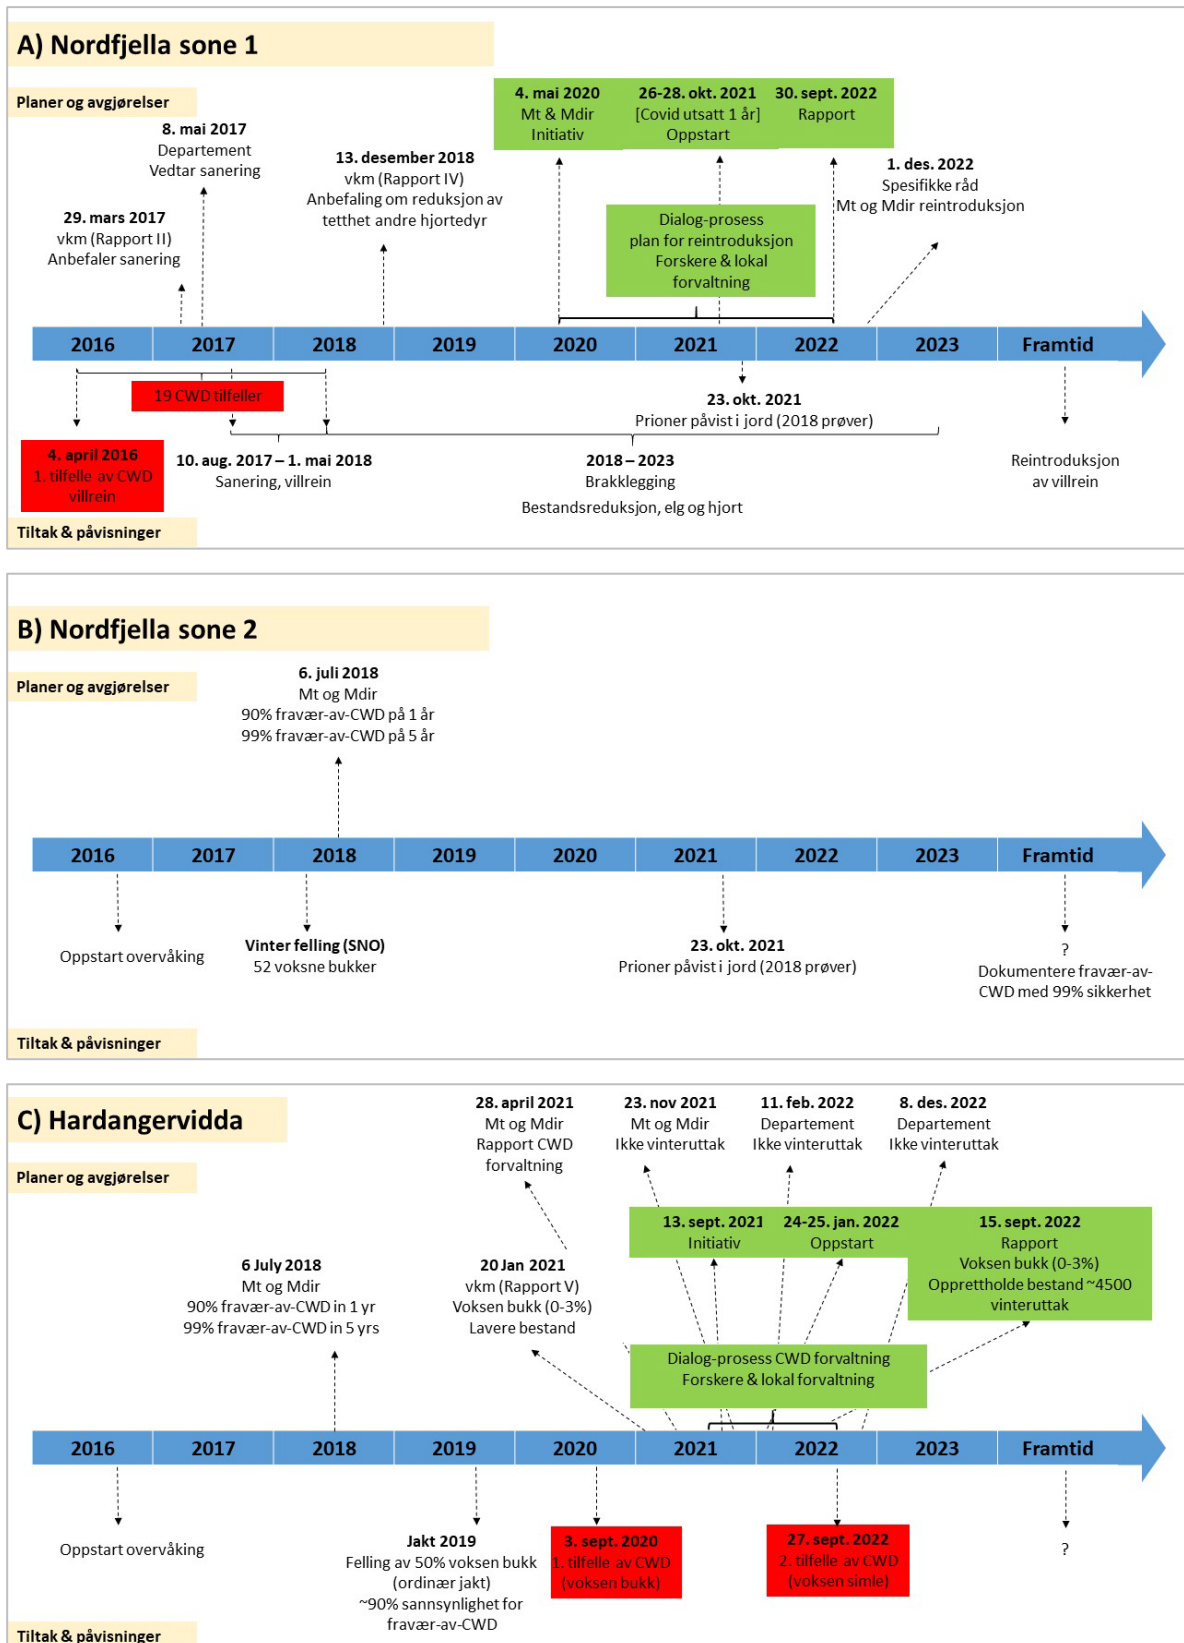 A) Nordfjella sone 1
Planer og avgjørelser
29. mars 2017
vkm (Rapport II)
Anbefaler sanering
8. mai 2017
Departement
Vedtar sanering
13. desember 2018
vkm (Rapport IV)
Anbefaling om reduksjon av
tetthet andre hjortedyr
4. mai 2020
Mt & Mdir
Initiativ
26-28. okt. 2021
[Covid utsatt 1 år]
Oppstart
30. sept. 2022
Rapport
Dialog-prosess
plan for reintroduksjon
Forskere & lokal
forvaltning
1. des. 2022
Spesifikke råd
Mt og Mdir reintroduksjon
2016 2017 2018 2019 2020 2021 2022 2023 Framtid
19 CWD tilfeller
4. april 2016
1. tilfelle av CWD
villrein
10. aug. 2017 – 1. mai 2018
Sanering, villrein
2018 – 2023
Brakklegging
Bestandsreduksjon, elg og hjort
23. okt. 2021
Prioner påvist i jord (2018 prøver)
Reintroduksjon
av villrein
Tiltak & påvisninger
B) Nordfjella sone 2
Planer og avgjørelser
6. juli 2018
Mt og Mdir
90% fravær-av-CWD på 1 år
99% fravær-av-CWD på 5 år
2016 2017 2018 2019 2020 2021 2022 2023 Framtid
Oppstart overvåking
Vinter felling (SNO)
52 voksne bukker
23. okt. 2021
Prioner påvist i jord (2018 prøver)
?
Dokumentere fravær-av-
CWD med 99% sikkerhet
Tiltak & påvisninger
C) Hardangervidda
Planer og avgjørelser
6 July 2018
Mt og Mdir
90% fravær-av-CWD in 1 yr
99% fravær-av-CWD in 5 yrs
28. april 2021
Mt og Mdir
Rapport CWD
forvaltning
20 Jan 2021
vkm (Rapport V)
Voksen bukk (0-3%)
Lavere bestand
23. nov 2021
Mt og Mdir
Ikke vinteruttak
11. feb. 2022
Departement
Ikke vinteruttak
8. des. 2022
Departement
Ikke vinteruttak
13. sept. 2021
Initiativ
24-25. jan. 2022
Oppstart
15. sept. 2022
Rapport
Voksen bukk (0-3%)
Opprettholde bestand ~4500
vinteruttak
Dialog-prosess CWD forvaltning
Forskere & lokal forvaltning
2016 2017 2018 2019 2020 2021 2022 2023 Framtid
Oppstart overvåking
Jakt 2019
Felling av 50% voksen bukk
(ordinær jakt)
~90% sannsynlighet for
fravær-av-CWD
3. sept. 2020
1. tilfelle av CWD
(voksen bukk)
27. sept. 2022
2. tilfelle av CWD
(voksen simle)
?
Tiltak & påvisninger